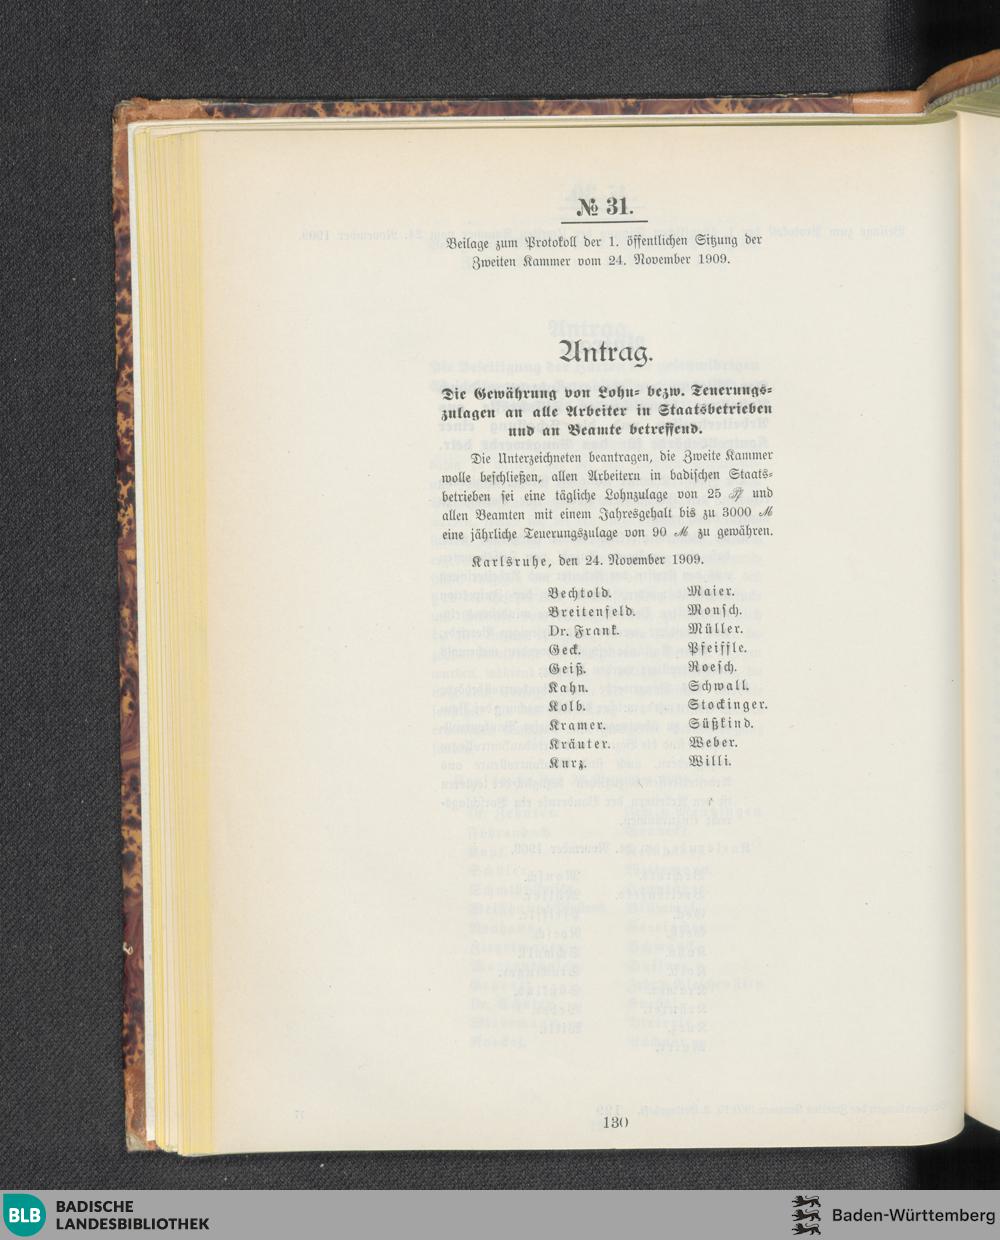 № 31.
Beilage zum Protokoll der 1. öffentlichen Sitzung der
Zweiten Kammer vom 24. November 1909.
Antrag.
Die Gewährung von Lohn- bezw. Teuerungs-
zulagen an alle Arbeiter in Staatsbetrieben
und an Beamte betreffend.
Die Unterzeichneten beantragen, die Zweite Kammer
wolle beschließen, allen Arbeitern in badischen Staats-
betrieben sei eine tägliche Lohnzulage von 25 ₰ und
allen Beamten mit einem Jahresgehalt bis zu 3000 ℳ
eine jährliche Teuerungszulage von 90 ℳ zu gewähren.
Karlsruhe, den 24. November 1909.
Bechtold.
Breitenfeld.
Dr. Frank.
Geck.
Geiß.
Kahn.
Kolb.
Kramer.
Kräuter.
Kurz.
Maier.
Monsch.
Müller.
Pfeiffle.
Roesch.
Schwall.
Stockinger.
Süßkind.
Weber.
Willi.
130
BLB
BADISCHE
LANDESBIBLIOTHEK
Baden-Württemberg